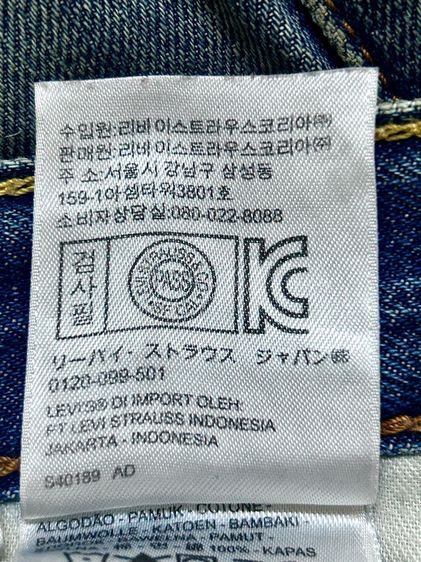 수입원:리바이스트라우스코리아㈜
판매원:리바이스트라우스코리아㈜
주 소:서울시 강남구 삼성동
159-1아셈타워3801호
소비자상담실:080-022-8088
검사필
LEVI STRAUSS & CO.
PASS
KC
リーバイ・ストラウス ジャパン㈱
0120-099-501
LEVI'S® DI IMPORT OLEH:
PT LEVI STRAUSS INDONESIA
JAKARTA - INDONESIA
S40189 AD
ALGODÃO - PAMUK - COTONE -
BAUMWOLLE - KATOEN - BAMBAKI -
BAWEŁNA - PAMUT -
100% - KAPAS